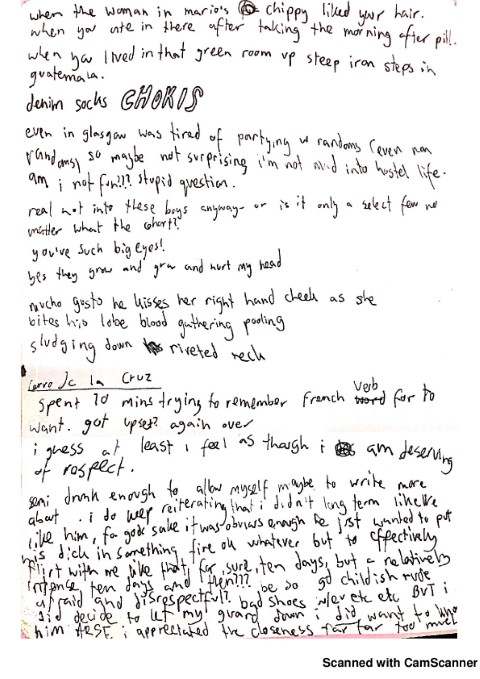 when the woman in mario's chippy liked your hair.
when you ate in there after taking the morning after pill.
when you lived in that green room up steep iron steps in
guatemala.
denim socks CHORIS
even in glasgow was tired of partying w randoms (even non
randoms) so maybe not surprising i'm not mad into hostel life.
am i not fun!?? stupid question.
real not into these boys anyway - or is it only a select few no
matter what the cohort?
you've such big eyes!
yes they grow and grow and hurt my head
mucho gusto he kisses her right hand cheek as she
bites his lobe blood gathering pooling
sludging down riveted neck
Cerro de la Cruz
spent 10 mins trying to remember french verb for to
want. got upset again over
i guess at least i feel as though i am deserving
of respect.
semi drunk enough to allow myself maybe to write more
about. i do keep reiterating that i didn't long term like like
like him, for gods sake it was obvious enough he just wanted to put
his dick in something fine ok whatever but to effectively
flirt with me like that, for sure, ten days, but a relatively
intense ten days and then??? be so go childish rude
afraid and disrespectful? bad shoes w/ev etc etc BUT i
did decide to let my guard down i did want to
him i appreciated the closeness far far too much
Scanned with CamScanner